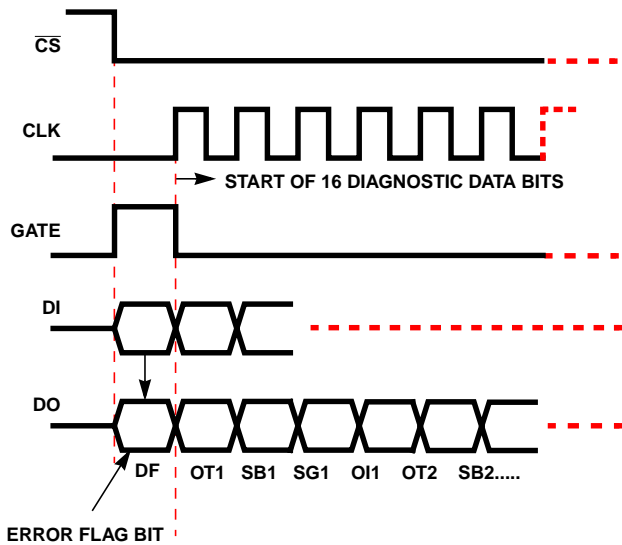 CS
CLK
START OF 16 DIAGNOSTIC DATA BITS
GATE
DI
DO
DF OT1 SB1 SG1 OI1 OT2 SB2.....
ERROR FLAG BIT